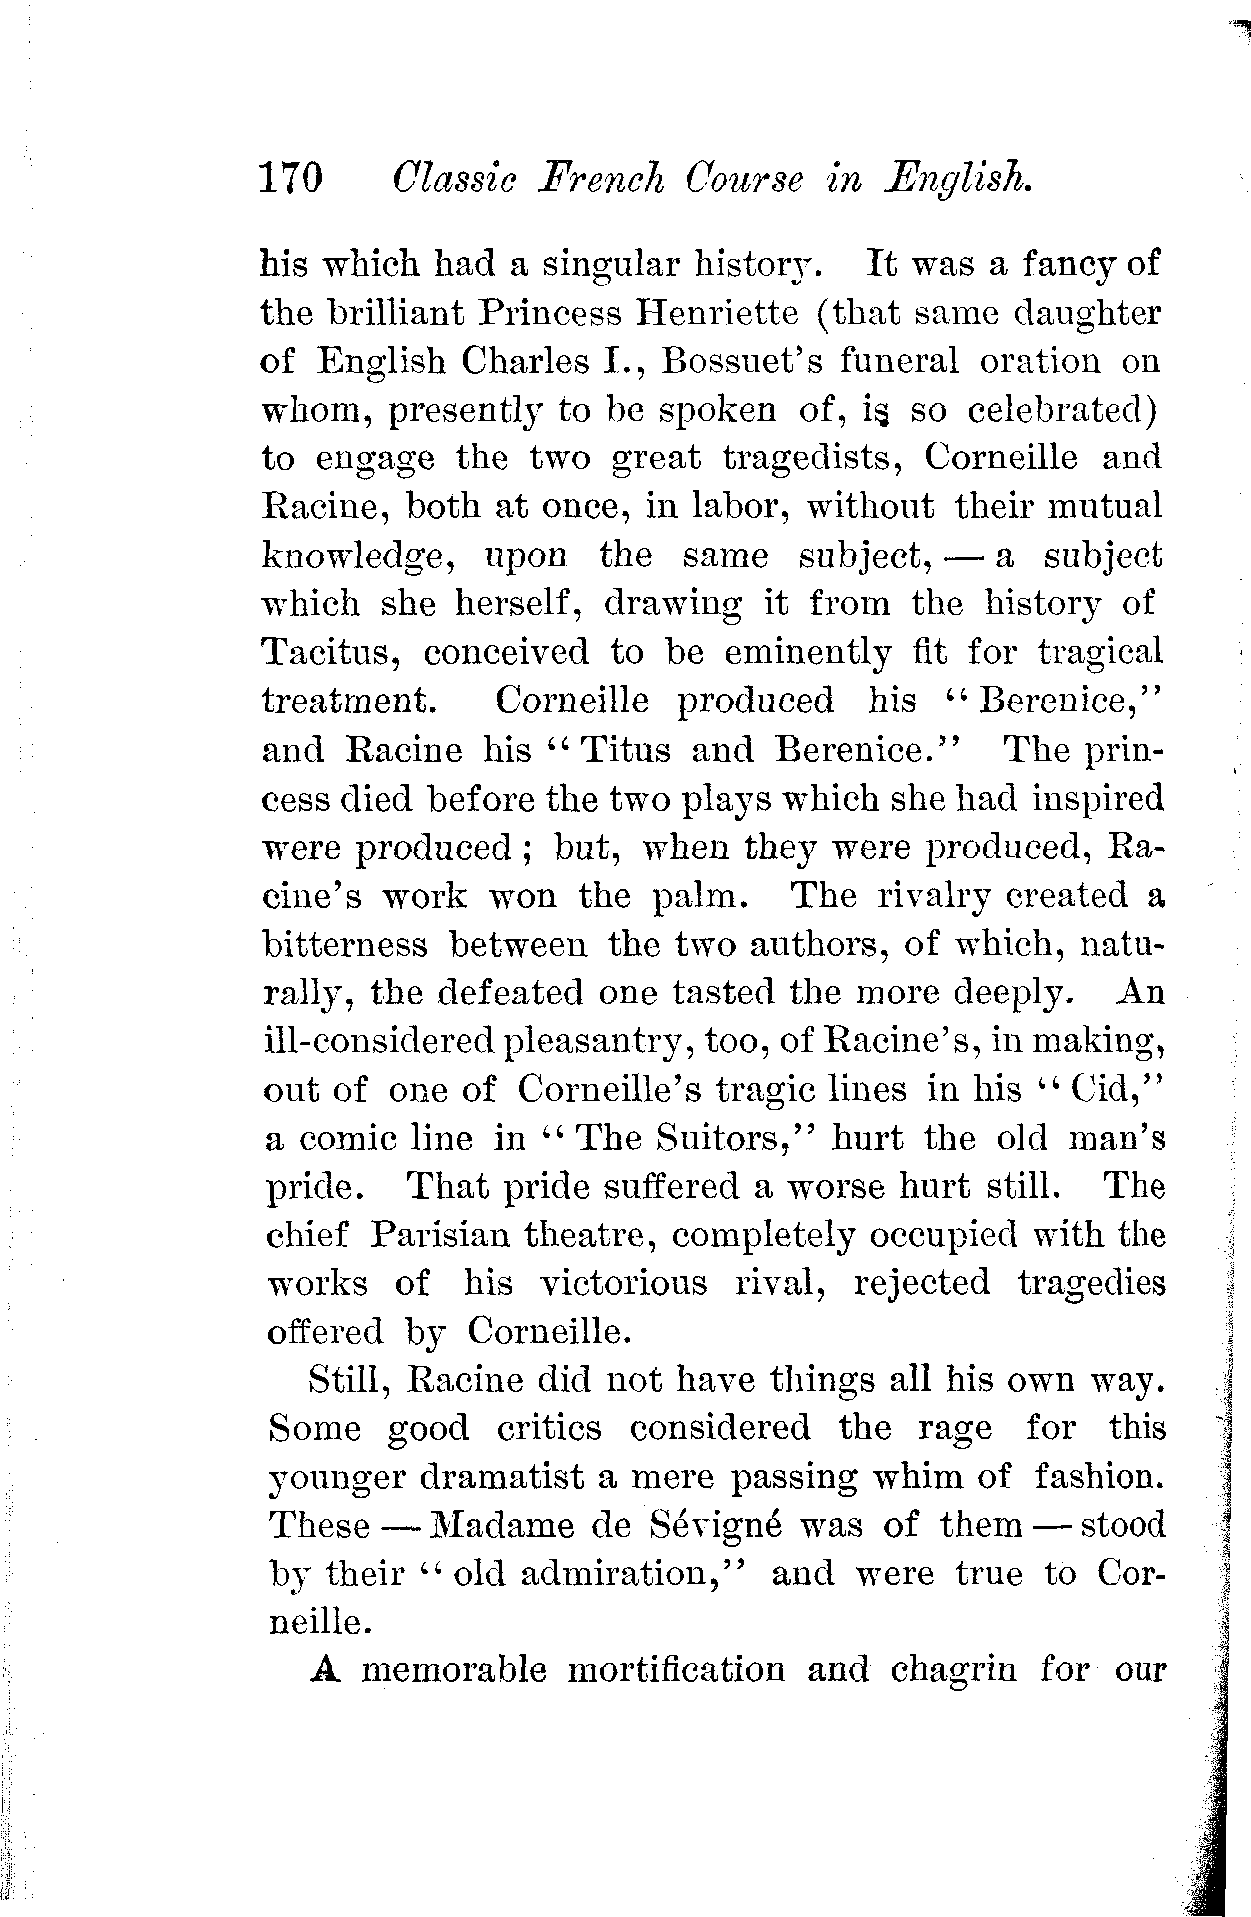 170 Classic French Course in English.
his which had a singular history. It was a fancy of
the brilliant Princess Henriette (that same daughter
of English Charles I., Bossuet's funeral oration on
whom, presently to be spoken of, is so celebrated)
to engage the two great tragedists, Corneille and
Racine, both at once, in labor, without their mutual
knowledge, upon the same subject, — a subject
which she herself, drawing it from the history of
Tacitus, conceived to be eminently fit for tragical
treatment. Corneille produced his "Berenice,"
and Racine his "Titus and Berenice." The prin-
cess died before the two plays which she had inspired
were produced; but, when they were produced, Ra-
cine's work won the palm. The rivalry created a
bitterness between the two authors, of which, natu-
rally, the defeated one tasted the more deeply. An
ill-considered pleasantry, too, of Racine's, in making,
out of one of Corneille's tragic lines in his "Cid,"
a comic line in "The Suitors," hurt the old man's
pride. That pride suffered a worse hurt still. The
chief Parisian theatre, completely occupied with the
works of his victorious rival, rejected tragedies
offered by Corneille.
Still, Racine did not have things all his own way.
Some good critics considered the rage for this
younger dramatist a mere passing whim of fashion.
These — Madame de Sévigné was of them — stood
by their "old admiration," and were true to Cor-
neille.
A memorable mortification and chagrin for our